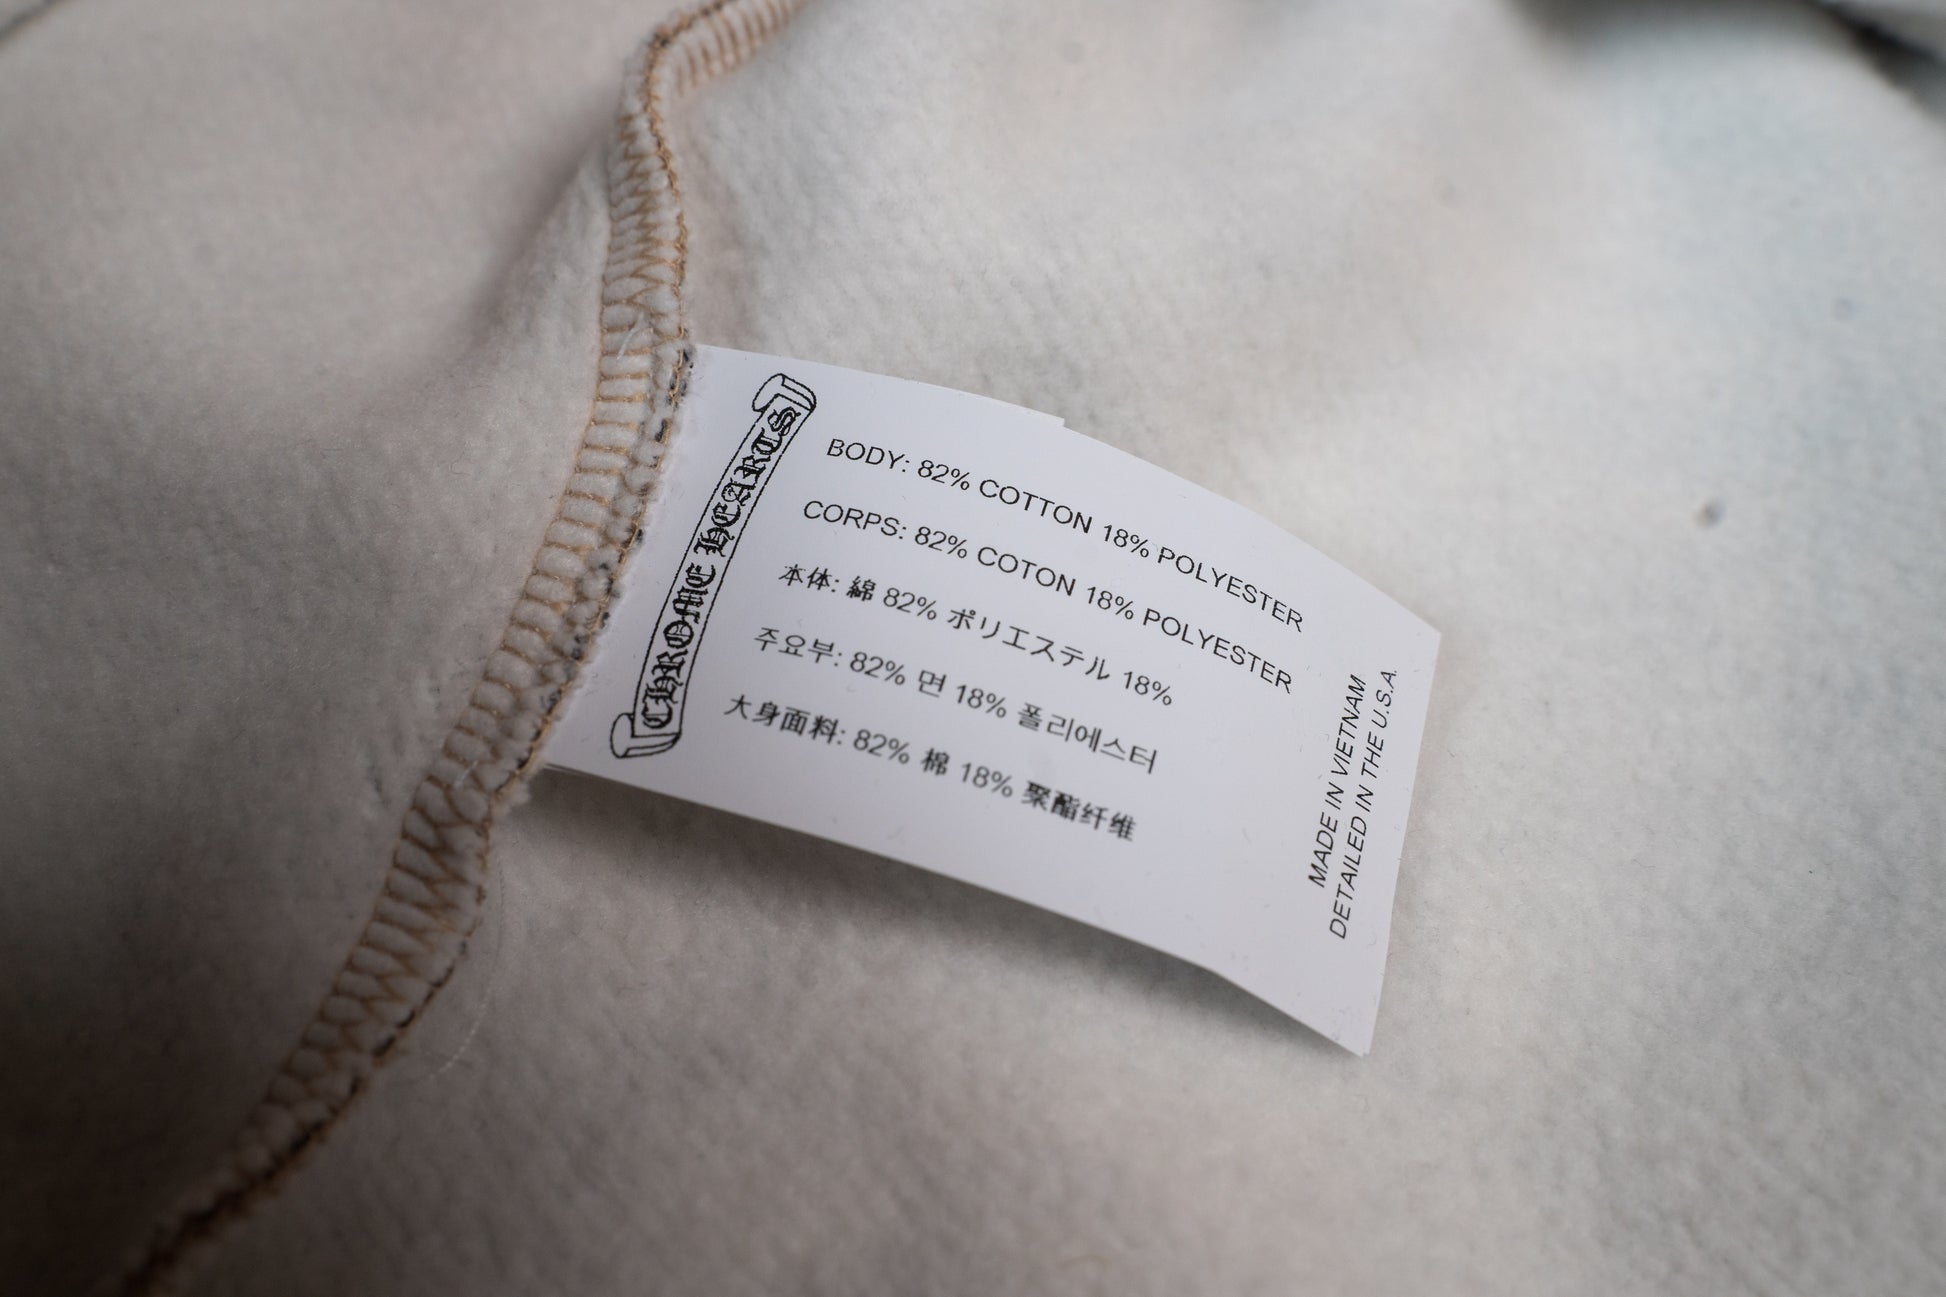 CHROME HEARTS
BODY: 82% COTTON 18% POLYESTER
CORPS: 82% COTON 18% POLYESTER
本体: 綿 82% ポリエステル 18%
주요부: 82% 면 18% 폴리에스터
大身面料: 82% 棉 18% 聚酯纤维
MADE IN VIETNAM
DETAILED IN THE U.S.A.